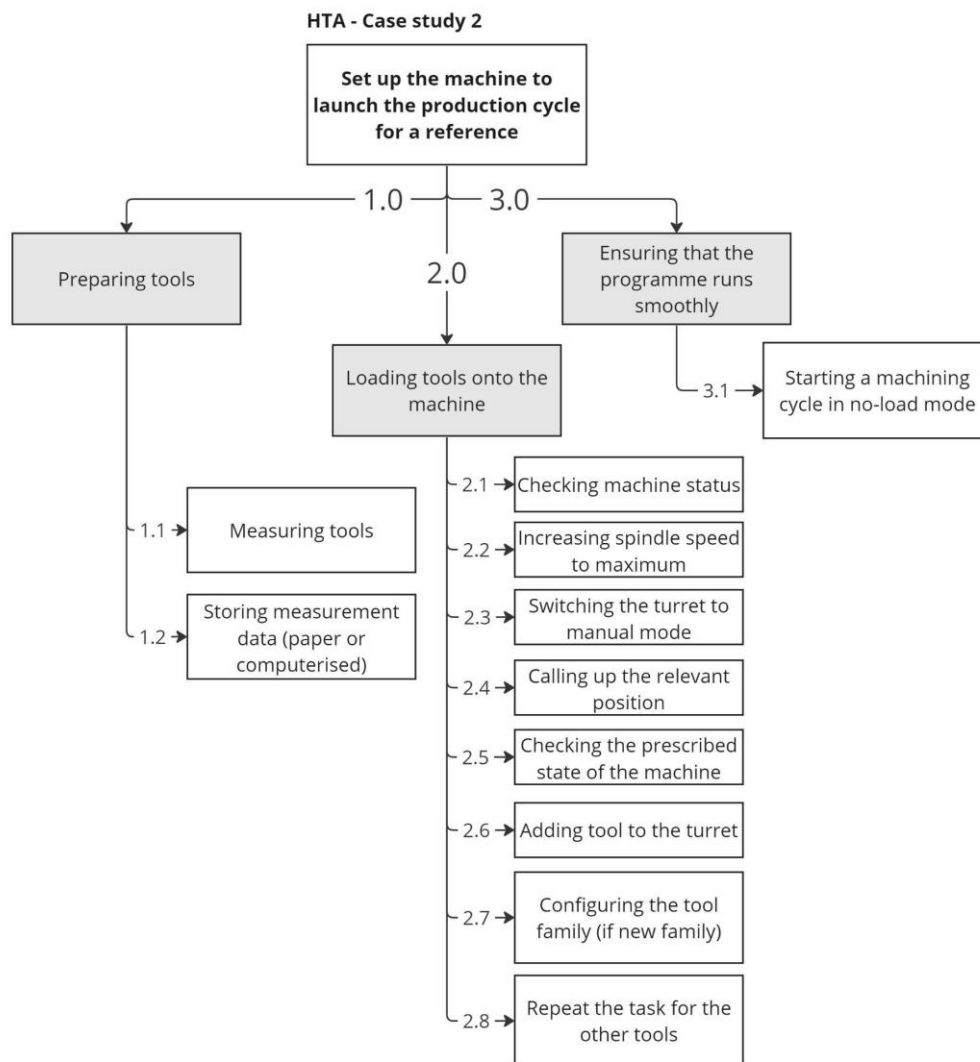 HTA - Case study 2
Set up the machine to
launch the production cycle
for a reference
1.0
3.0
Preparing tools
2.0
Ensuring that the
programme runs
smoothly
Loading tools onto the
machine
3.1
Starting a machining
cycle in no-load mode
1.1
Measuring tools
1.2
Storing measurement
data (paper or
computerised)
2.1
Checking machine status
2.2
Increasing spindle speed
to maximum
2.3
Switching the turret to
manual mode
2.4
Calling up the relevant
position
2.5
Checking the prescribed
state of the machine
2.6
Adding tool to the turret
2.7
Configuring the tool
family (if new family)
2.8
Repeat the task for the
other tools